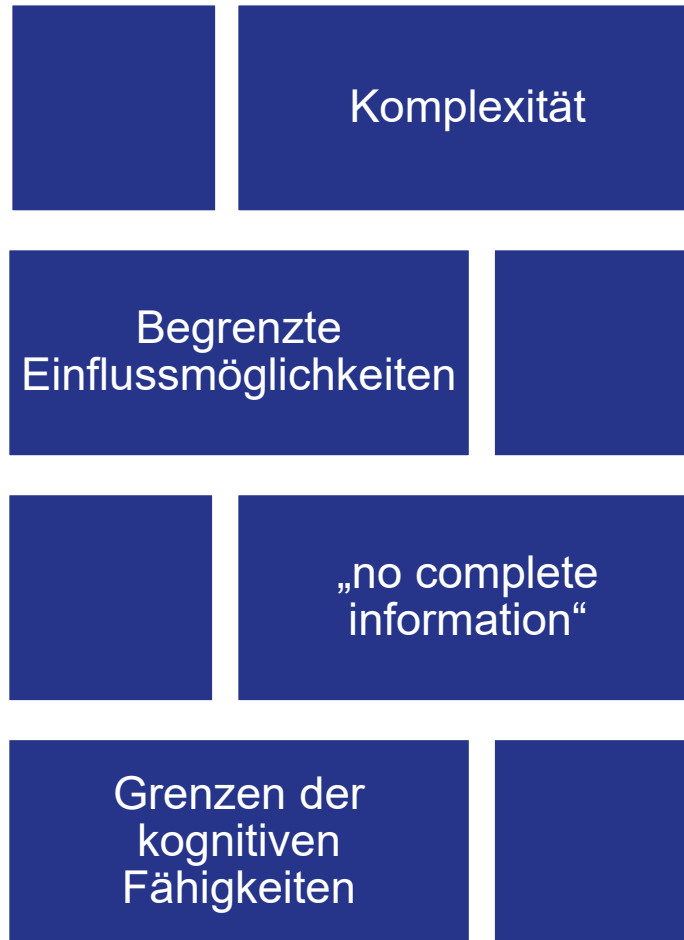 Komplexität
Begrenzte
Einflussmöglichkeiten
„no complete
information“
Grenzen der
kognitiven
Fähigkeiten